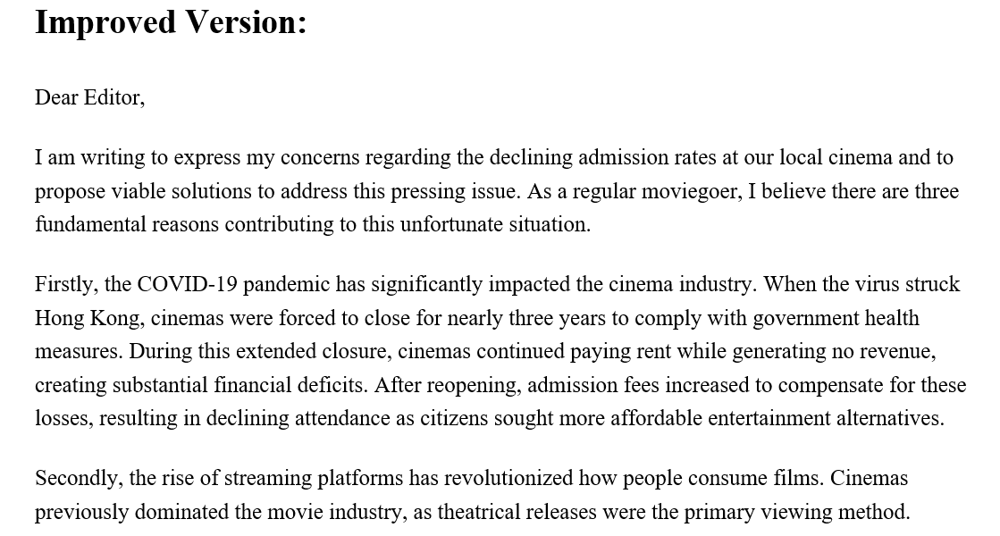 Improved Version:
Dear Editor,
I am writing to express my concerns regarding the declining admission rates at our local cinema and to
propose viable solutions to address this pressing issue. As a regular moviegoer, I believe there are three
fundamental reasons contributing to this unfortunate situation.
Firstly, the COVID-19 pandemic has significantly impacted the cinema industry. When the virus struck
Hong Kong, cinemas were forced to close for nearly three years to comply with government health
measures. During this extended closure, cinemas continued paying rent while generating no revenue,
creating substantial financial deficits. After reopening, admission fees increased to compensate for these
losses, resulting in declining attendance as citizens sought more affordable entertainment alternatives.
Secondly, the rise of streaming platforms has revolutionized how people consume films. Cinemas
previously dominated the movie industry, as theatrical releases were the primary viewing method.